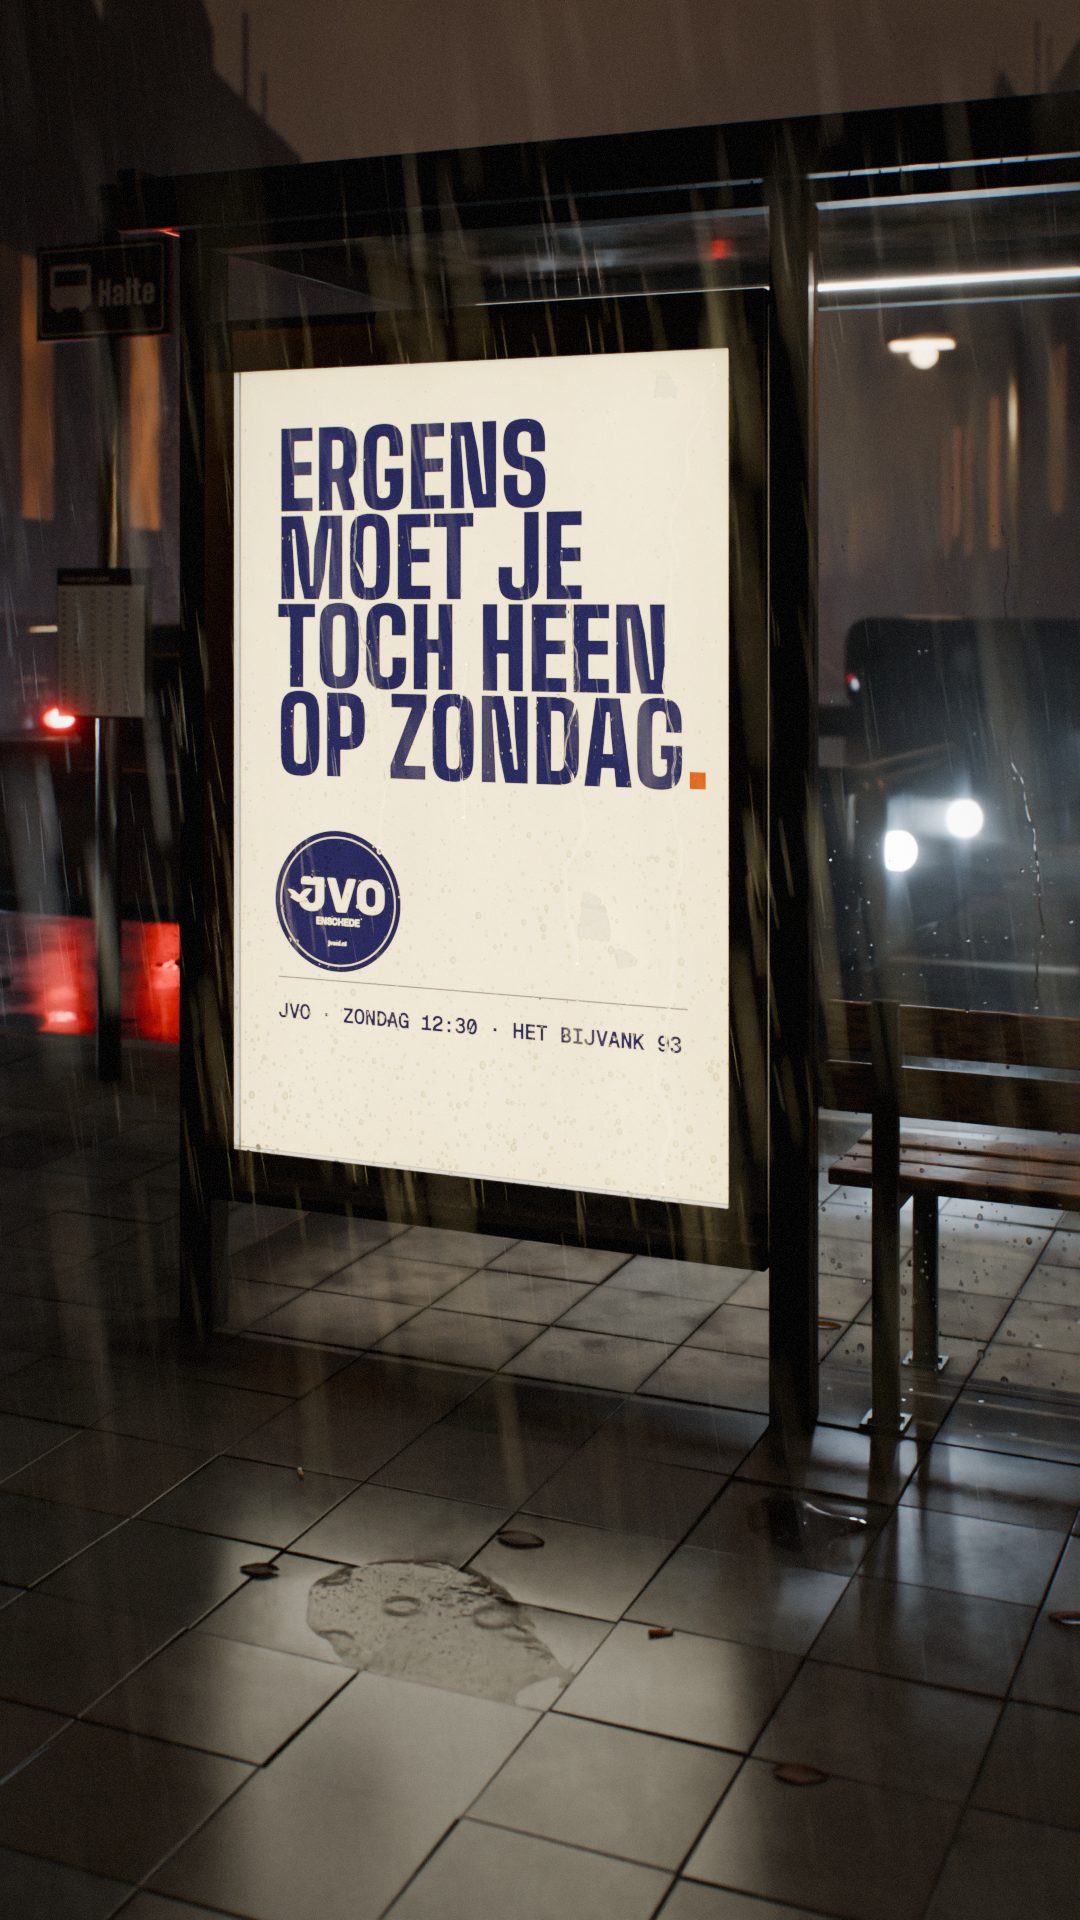 Halte
ERGENS
MOET JE
TOCH HEEN
OP ZONDAG.
JVO
ENSCHEDE
JVO · ZONDAG 12:30 · HET BIJVANK 93